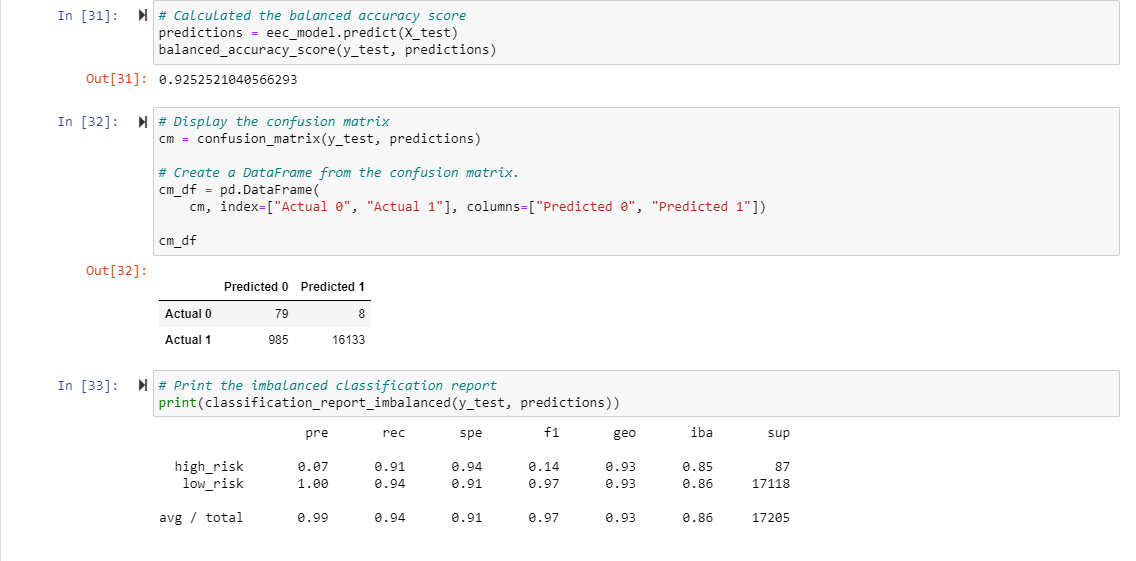 In [31]: # Calculated the balanced accuracy score
predictions = eec_model.predict(X_test)
balanced_accuracy_score(y_test, predictions)
Out[31]: 0.9252521040566293
In [32]: # Display the confusion matrix
cm = confusion_matrix(y_test, predictions)
# Create a DataFrame from the confusion matrix.
cm_df = pd.DataFrame(
cm, index=["Actual 0", "Actual 1"], columns=["Predicted 0", "Predicted 1"])
cm_df
Out[32]:
Predicted 0 Predicted 1
Actual 0 79 8
Actual 1 985 16133
In [33]: # Print the imbalanced classification report
print(classification_report_imbalanced(y_test, predictions))
pre rec spe f1 geo iba sup
high_risk 0.07 0.91 0.94 0.14 0.93 0.85 87
low_risk 1.00 0.94 0.91 0.97 0.93 0.86 17118
avg / total 0.99 0.94 0.91 0.97 0.93 0.86 17205